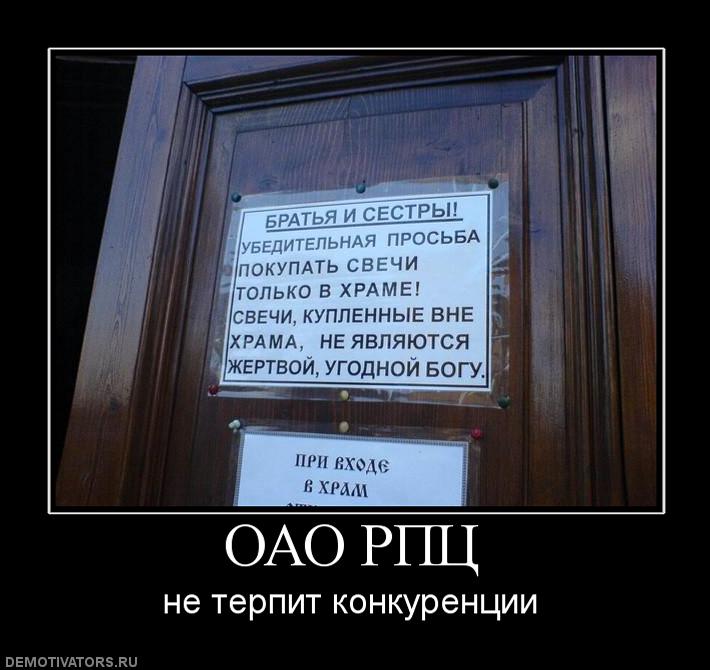 БРАТЬЯ И СЕСТРЫ!
УБЕДИТЕЛЬНАЯ ПРОСЬБА
ПОКУПАТЬ СВЕЧИ
ТОЛЬКО В ХРАМЕ!
СВЕЧИ, КУПЛЕННЫЕ ВНЕ
ХРАМА, НЕ ЯВЛЯЮТСЯ
ЖЕРТВОЙ, УГОДНОЙ БОГУ.
ПРИ ВХОДЕ
В ХРАМ
ОАО РПЦ
не терпит конкуренции
DEMOTIVATORS.RU